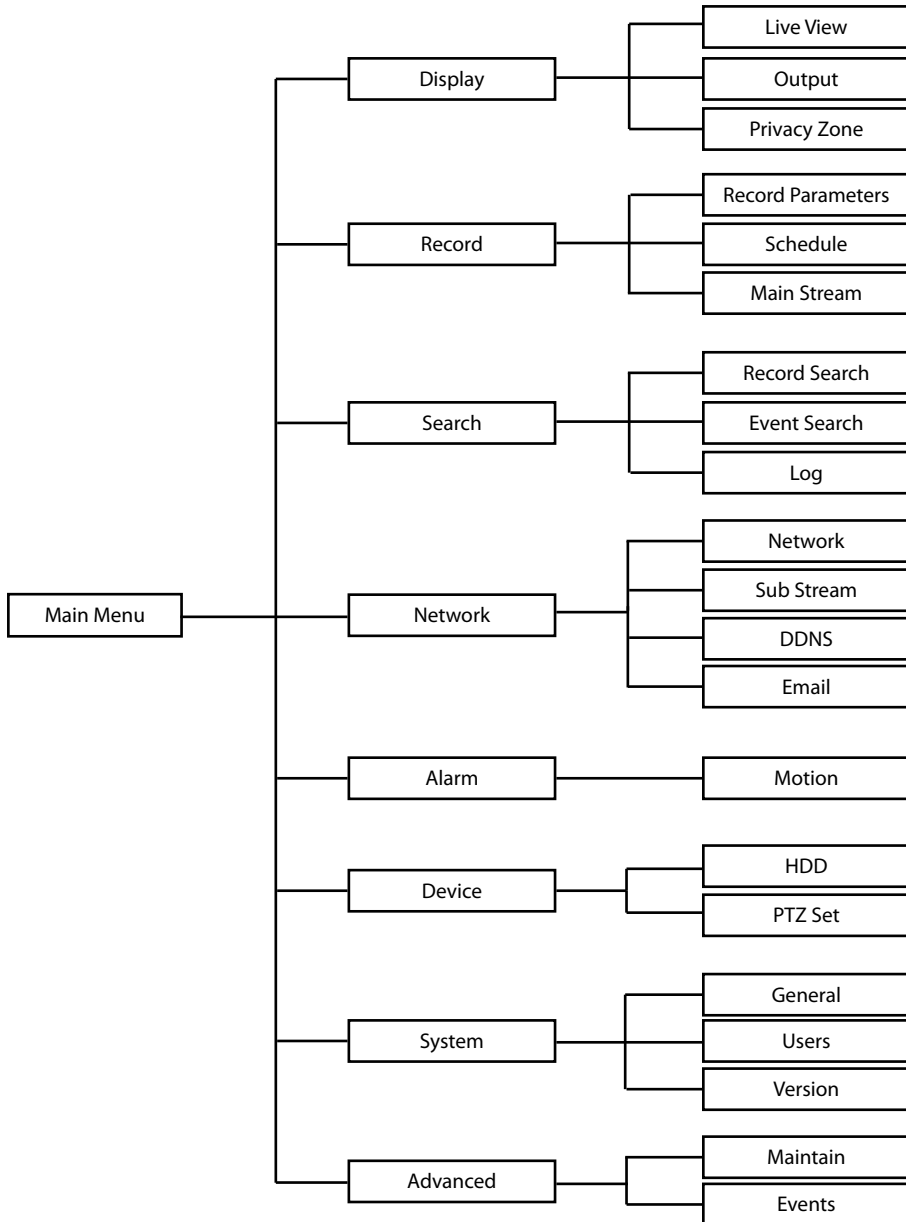 Main Menu
Display
Live View
Output
Privacy Zone
Record
Record Parameters
Schedule
Main Stream
Search
Record Search
Event Search
Log
Network
Network
Sub Stream
DDNS
Email
Alarm
Motion
Device
HDD
PTZ Set
System
General
Users
Version
Advanced
Maintain
Events